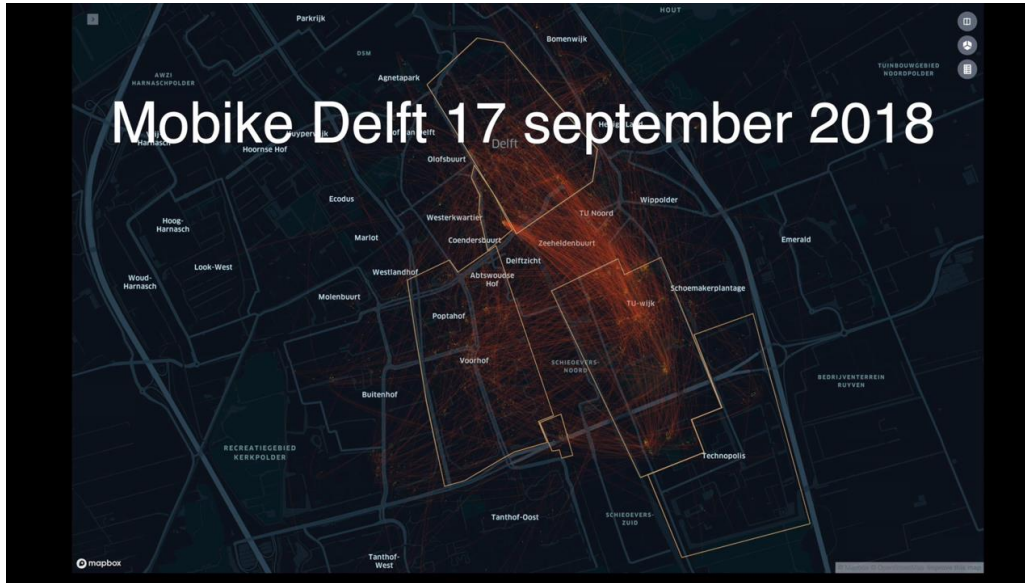 HOUT
Parkrijk
Bomenwijk
DSM
TUINBOUWGEBIED
NOORDPOLDER
AWZI
HARNASCHPOLDER
Agnetapark
Mobike Delft 17 september 2018
Harnasch
Hoornse Hof
Delft
Olofsbuurt
Ecodus
Wippolder
TU Noord
Hoog-
Harnasch
Westerkwartier
Marlot
Coendersbuurt
Zeeheldenbuurt
Emerald
Delftzicht
Look-West
Westlandhof
Abtswoudse
Hof
Woud-
Harnasch
Schoemakerplantage
Molenbuurt
TU-wijk
Poptahof
Voorhof
SCHIEOEVERS-
NOORD
BEDRIJVENTERREIN
RUYVEN
Buitenhof
RECREATIEGEBIED
KERKPOLDER
Technopolis
Tanthof-Oost
SCHIEOEVERS-
ZUID
Tanthof-
West
mapbox